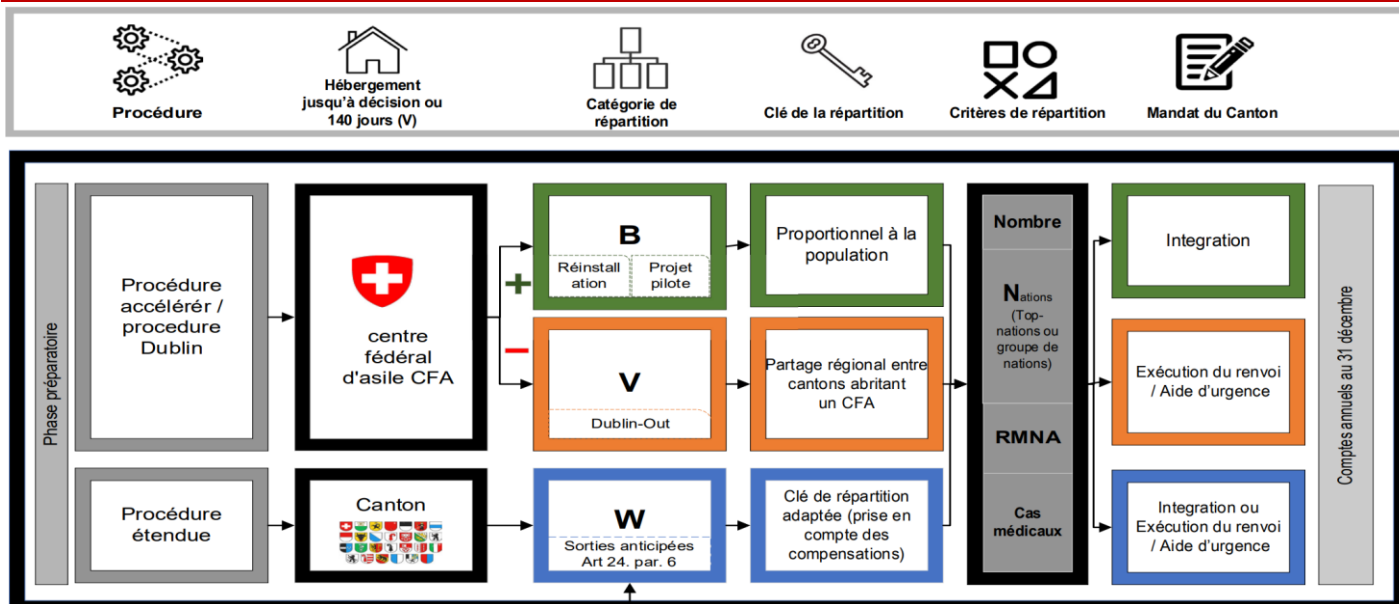 Procédure
Hébergement
jusqu'à décision ou
140 jours (V)
Catégorie de
répartition
Clé de la répartition
Critères de répartition
Mandat du Canton
Phase préparatoire
Procédure
accélérér /
procedure
Dublin
centre
fédéral
d'asile CFA
+
B
Réinstall
ation
Projet
pilote
Proportionnel à la
population
Nombre
Nations
(Top-
nations ou
groupe de
nations)
RMNA
Cas
médicaux
Integration
−
V
Dublin-Out
Partage régional entre
cantons abritant
un CFA
Exécution du renvoi
/ Aide d'urgence
Procédure
étendue
Canton
W
Sorties anticipées
Art 24. par. 6
Clé de répartition
adaptée (prise en
compte des
compensations)
Integration ou
Exécution du renvoi
/ Aide d'urgence
Comptes annuels au 31 décembre